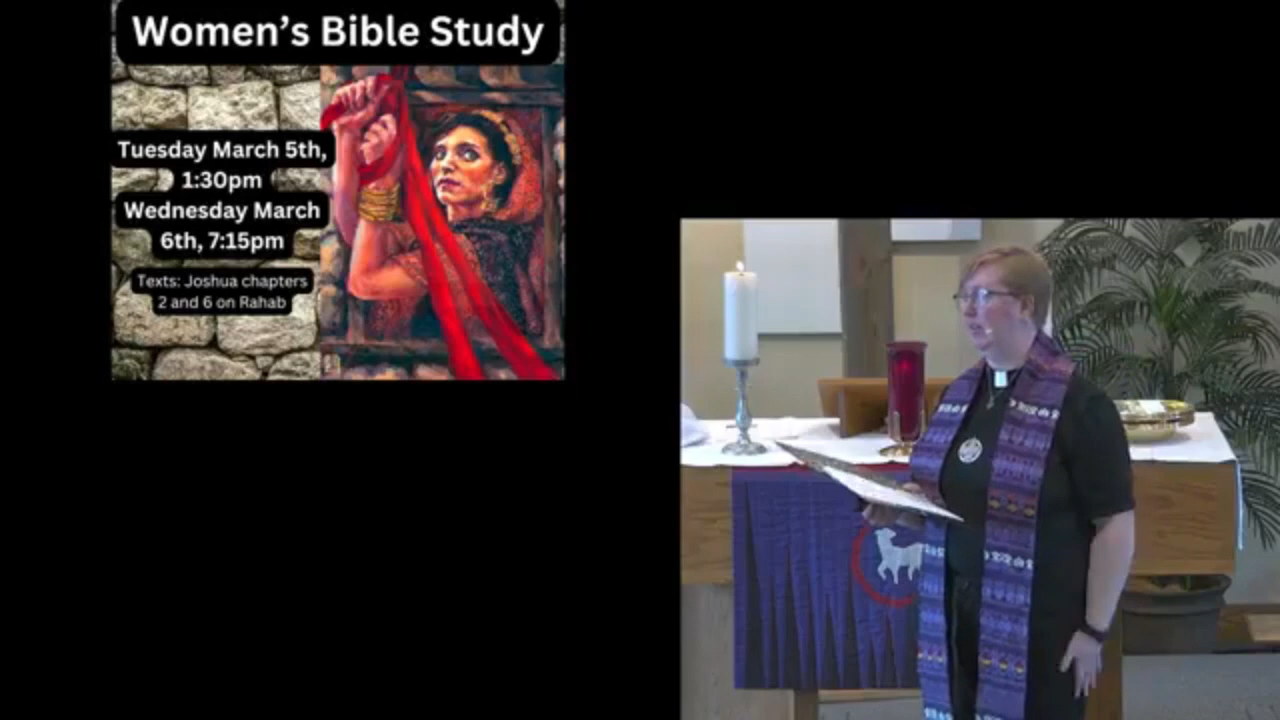 Women's Bible Study
Tuesday March 5th,
1:30pm
Wednesday March
6th, 7:15pm
Texts: Joshua chapters
2 and 6 on Rahab